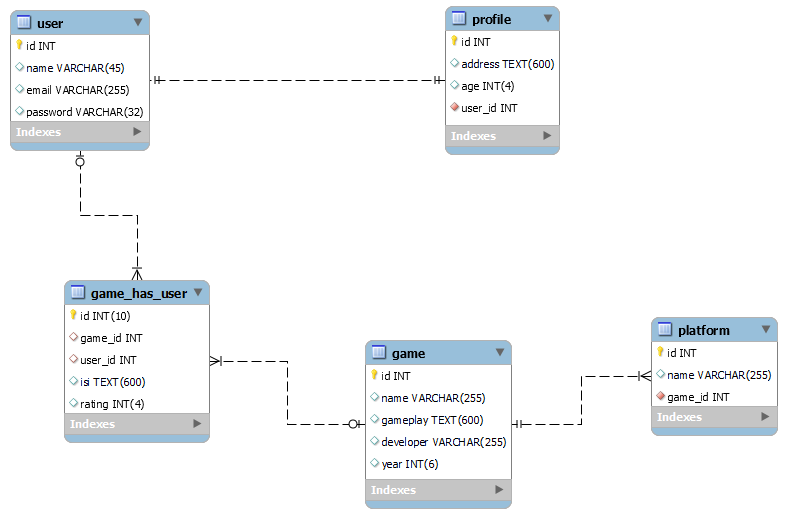 user
id INT
name VARCHAR(45)
email VARCHAR(255)
password VARCHAR(32)
Indexes
profile
id INT
address TEXT(600)
age INT(4)
user_id INT
Indexes
game_has_user
id INT(10)
game_id INT
user_id INT
isi TEXT(600)
rating INT(4)
Indexes
game
id INT
name VARCHAR(255)
gameplay TEXT(600)
developer VARCHAR(255)
year INT(6)
Indexes
platform
id INT
name VARCHAR(255)
game_id INT
Indexes